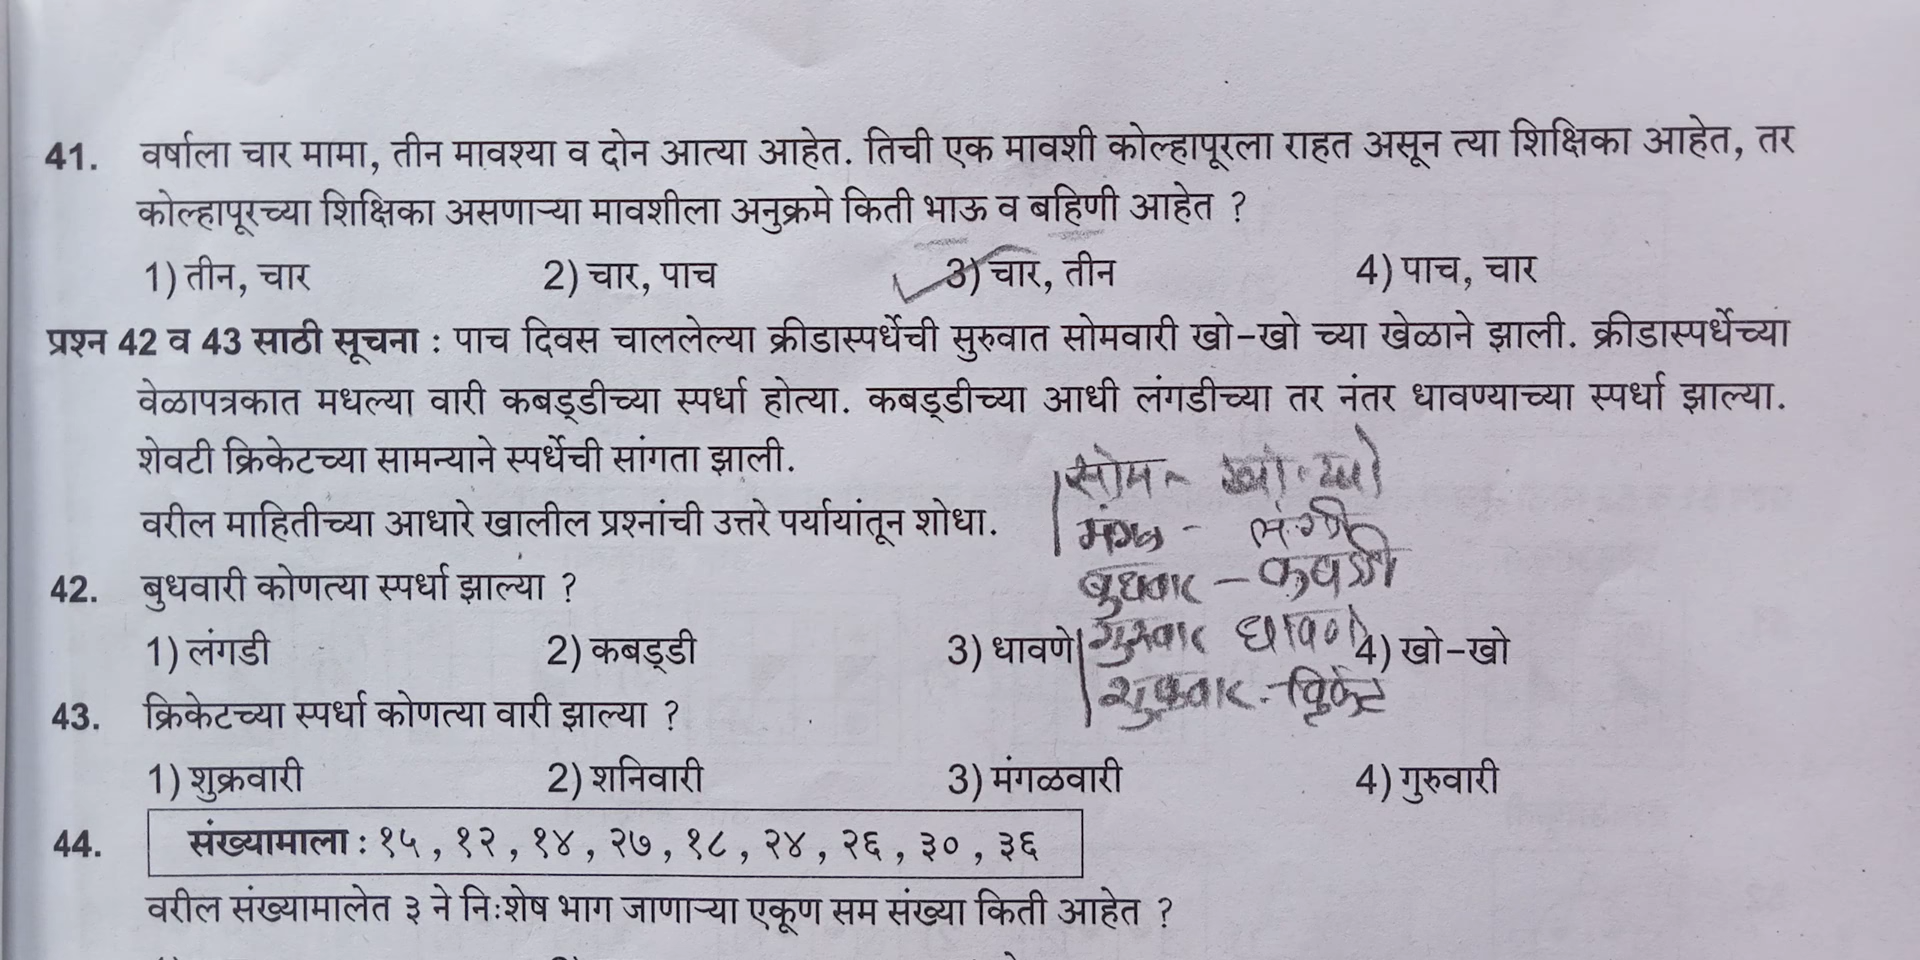 41. वर्षाला चार मामा, तीन मावश्या व दोन आत्या आहेत. तिची एक मावशी कोल्हापूरला राहत असून त्या शिक्षिका आहेत, तर
कोल्हापूरच्या शिक्षिका असणाऱ्या मावशीला अनुक्रमे किती भाऊ व बहिणी आहेत ?
1) तीन, चार 2) चार, पाच 3) चार, तीन 4) पाच, चार
प्रश्न 42 व 43 साठी सूचना : पाच दिवस चाललेल्या क्रीडास्पर्धेची सुरुवात सोमवारी खो-खो च्या खेळाने झाली. क्रीडास्पर्धेच्या
वेळापत्रकात मधल्या वारी कबड्डीच्या स्पर्धा होत्या. कबड्डीच्या आधी लंगडीच्या तर नंतर धावण्याच्या स्पर्धा झाल्या.
शेवटी क्रिकेटच्या सामन्याने स्पर्धेची सांगता झाली.
सोम - खो-खो
वरील माहितीच्या आधारे खालील प्रश्नांची उत्तरे पर्यायांतून शोधा.
42. बुधवारी कोणत्या स्पर्धा झाल्या ?
बुधवार -
1) लंगडी 2) कबड्डी 3) धावणे 4) खो-खो
गुरुवार
शुक्रवार -
43. क्रिकेटच्या स्पर्धा कोणत्या वारी झाल्या ?
1) शुक्रवारी 2) शनिवारी 3) मंगळवारी 4) गुरुवारी
44. संख्यामाला : १५ , १२ , १४ , २७ , १८ , २४ , २६ , ३० , ३६
वरील संख्यामालेत ३ ने निःशेष भाग जाणाऱ्या एकूण सम संख्या किती आहेत ?